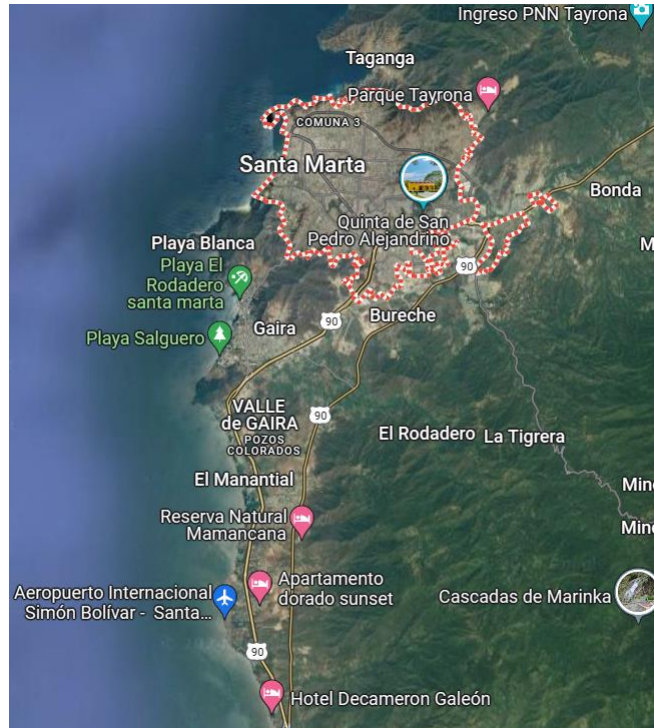 Ingreso PNN Tayrona
Taganga
Parque Tayrona
COMUNA 3
Santa Marta
Bonda
Quinta de San
Pedro Alejandrino
Playa Blanca
Playa El
Rodadero
santa marta
90
M
Gaira
90
Bureche
Playa Salguero
VALLE
de GAIRA
90
POZOS
COLORADOS
El Rodadero
La Tigrera
El Manantial
Min
Reserva Natural
Mamancana
Min
Aeropuerto Internacional
Simón Bolívar - Santa...
Apartamento
dorado sunset
Cascadas de Marinka
90
Hotel Decameron Galeón